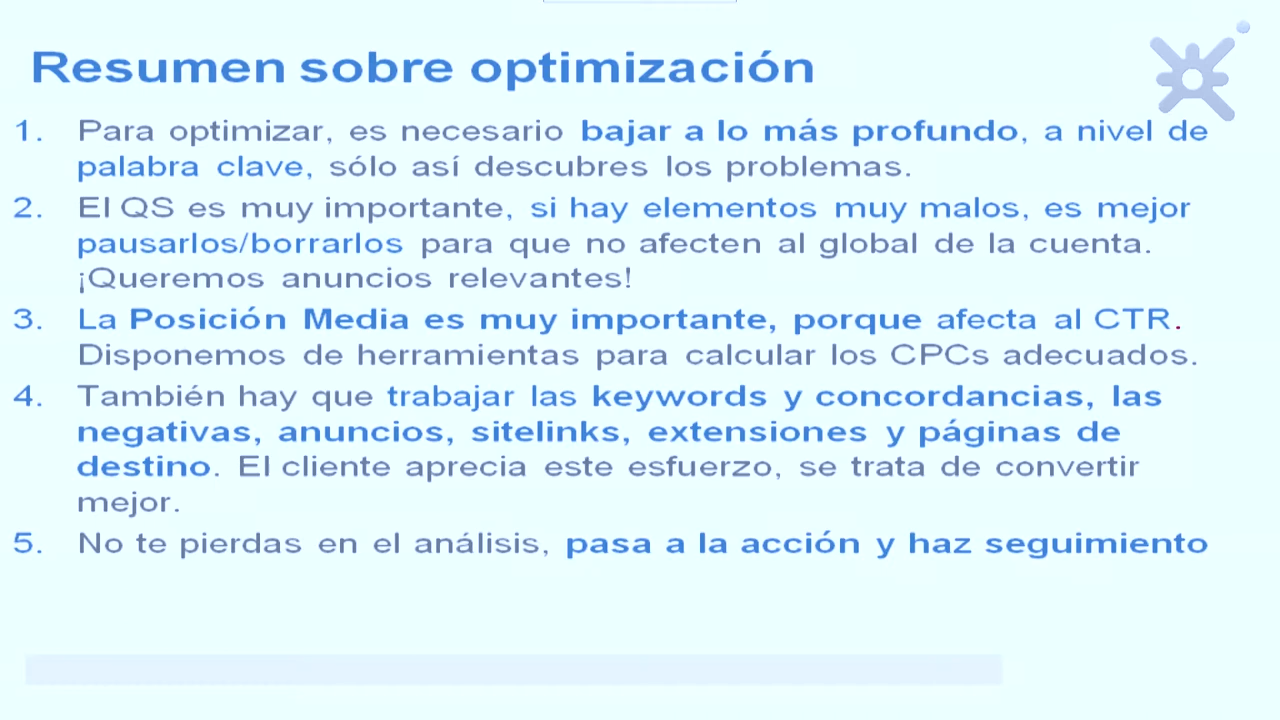 Resumen sobre optimización
1. Para optimizar, es necesario bajar a lo más profundo, a nivel de
palabra clave, sólo así descubres los problemas.
2. El QS es muy importante, si hay elementos muy malos, es mejor
pausarlos/borrarlos para que no afecten al global de la cuenta.
¡Queremos anuncios relevantes!
3. La Posición Media es muy importante, porque afecta al CTR.
Disponemos de herramientas para calcular los CPCs adecuados.
4. También hay que trabajar las keywords y concordancias, las
negativas, anuncios, sitelinks, extensiones y páginas de
destino. El cliente aprecia este esfuerzo, se trata de convertir
mejor.
5. No te pierdas en el análisis, pasa a la acción y haz seguimiento